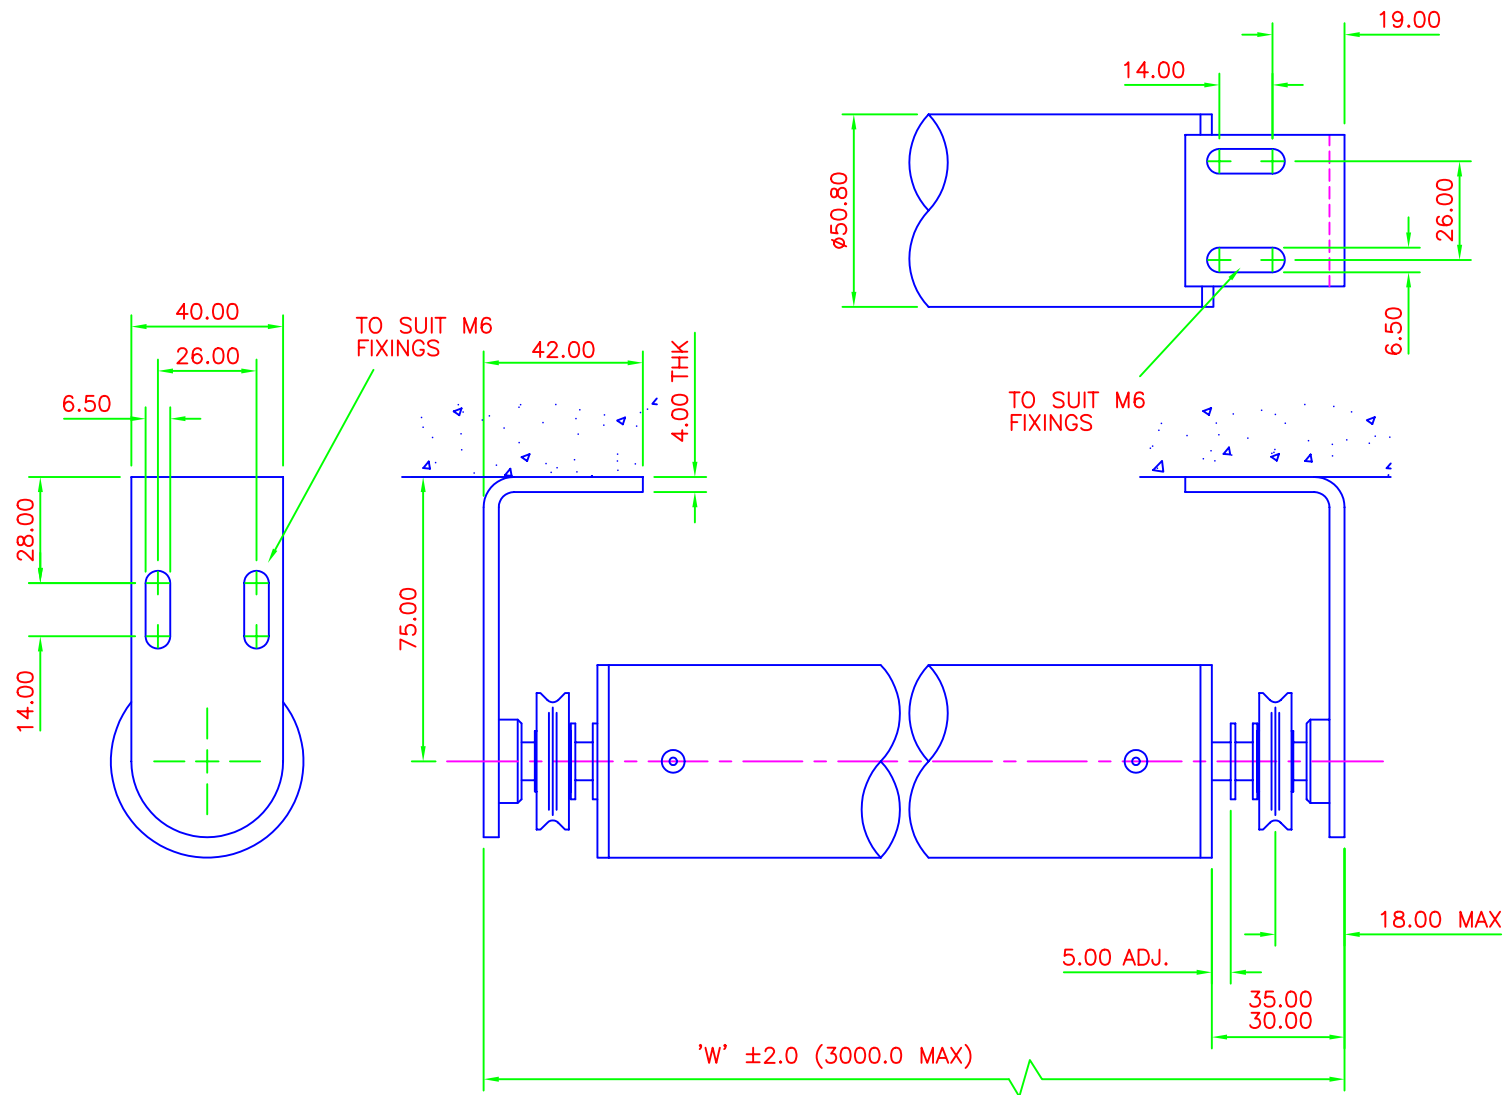 19.00
14.00
ø50.80
26.00
6.50
TO SUIT M6
FIXINGS
40.00
26.00
6.50
TO SUIT M6
FIXINGS
28.00
14.00
42.00
4.00 THK
75.00
18.00 MAX
5.00 ADJ.
35.00
30.00
'W' ±2.0 (3000.0 MAX)